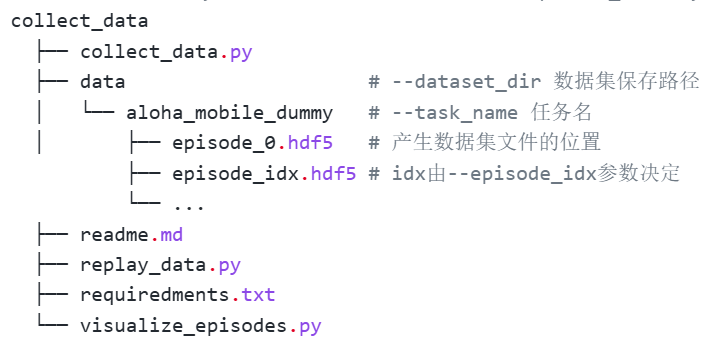 collect_data
├── collect_data.py
├── data                      # --dataset_dir 数据集保存路径
│   └── aloha_mobile_dummy   # --task_name 任务名
│       ├── episode_0.hdf5   # 产生数据集文件的位置
        ├── episode_idx.hdf5 # idx由--episode_idx参数决定
        └── ...
├── readme.md
├── replay_data.py
├── requiredments.txt
└── visualize_episodes.py